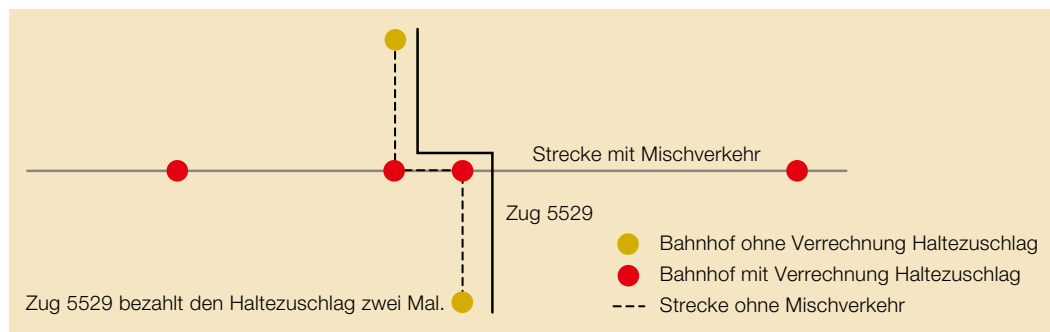 Strecke mit Mischverkehr
Zug 5529
Bahnhof ohne Verrechnung Haltezuschlag
Bahnhof mit Verrechnung Haltezuschlag
Zug 5529 bezahlt den Haltezuschlag zwei Mal.
Strecke ohne Mischverkehr